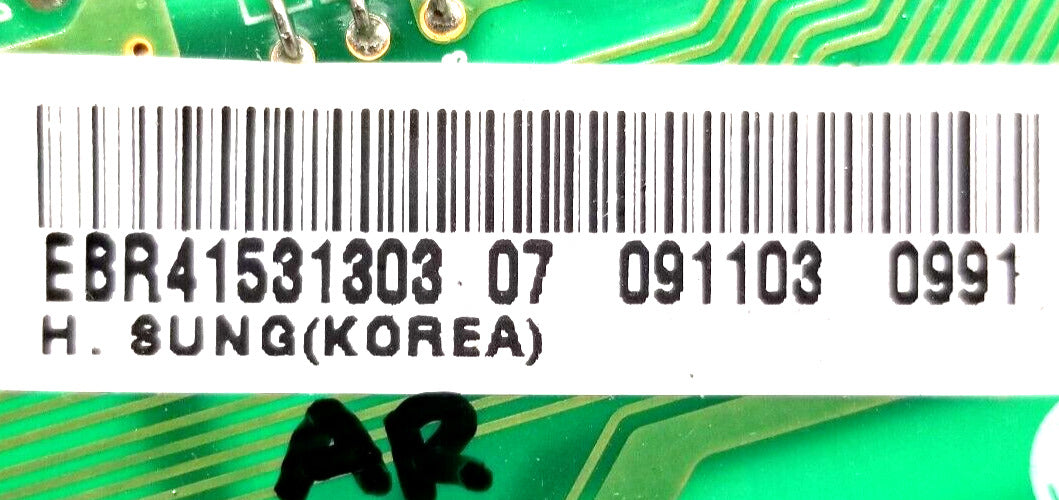 EBR41531303 07 091103 0991
H. SUNG(KOREA)
AR